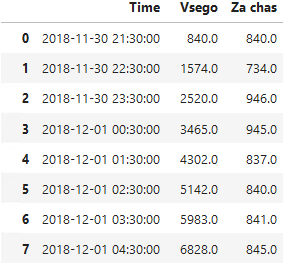 Time Vsego Za chas
0 2018-11-30 21:30:00 840.0 840.0
1 2018-11-30 22:30:00 1574.0 734.0
2 2018-11-30 23:30:00 2520.0 946.0
3 2018-12-01 00:30:00 3465.0 945.0
4 2018-12-01 01:30:00 4302.0 837.0
5 2018-12-01 02:30:00 5142.0 840.0
6 2018-12-01 03:30:00 5983.0 841.0
7 2018-12-01 04:30:00 6828.0 845.0